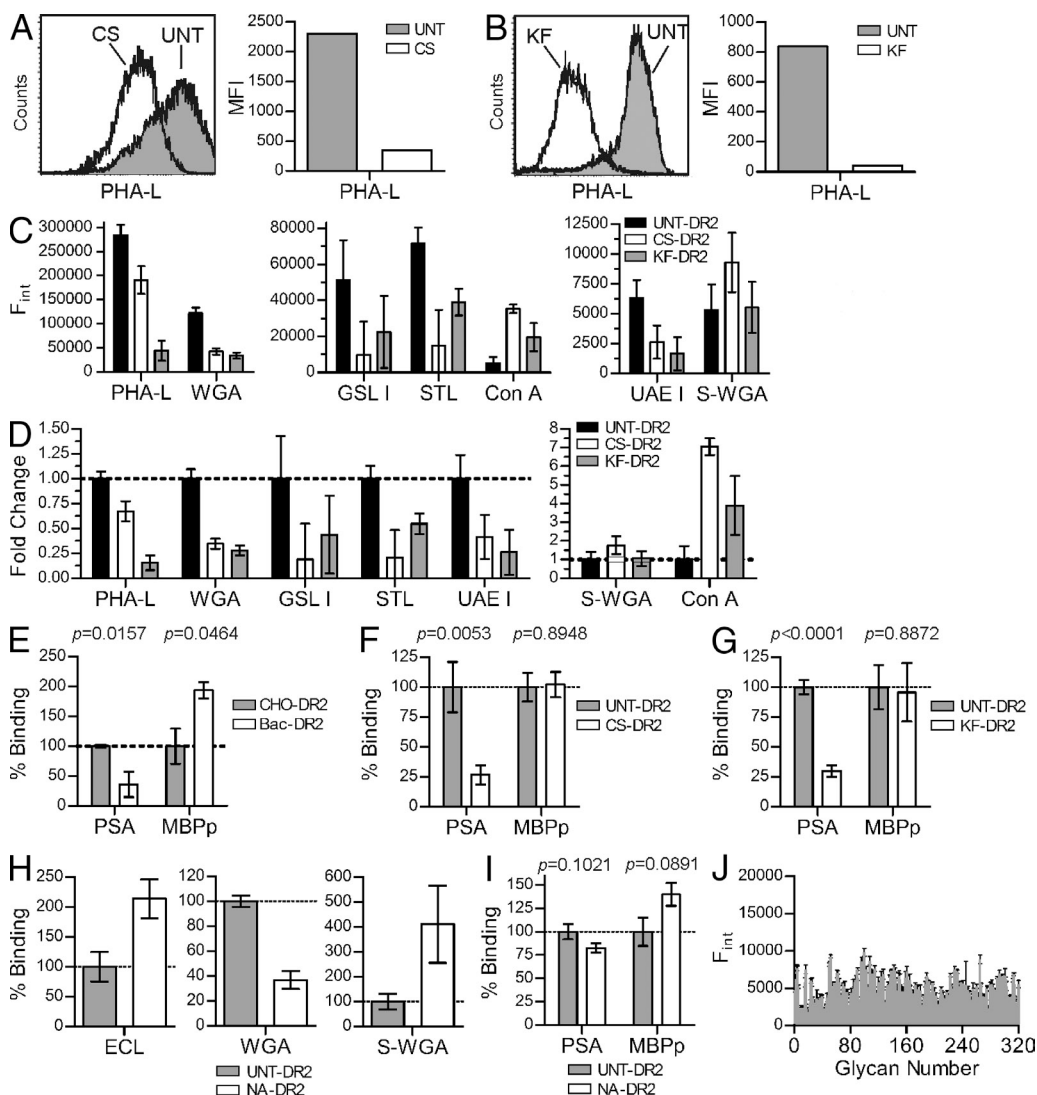 A
CS
UNT
Counts
PHA-L
MFI
2500
2000
1500
1000
500
0
PHA-L
UNT
CS
B
KF
UNT
Counts
PHA-L
MFI
1000
800
600
400
200
0
PHA-L
UNT
KF
C
Fint
300000
250000
200000
150000
100000
50000
0
PHA-L WGA
80000
60000
40000
20000
0
GSL I STL Con A
12500
10000
7500
5000
2500
0
UAE I S-WGA
UNT-DR2
CS-DR2
KF-DR2
D
Fold Change
1.50
1.25
1.00
0.75
0.50
0.25
0.00
PHA-L WGA GSL I STL UAE I
8
7
6
5
4
3
2
1
0
S-WGA Con A
UNT-DR2
CS-DR2
KF-DR2
E
p=0.0157 p=0.0464
% Binding
250
200
150
100
50
0
PSA MBPp
CHO-DR2
Bac-DR2
F
p=0.0053 p=0.8948
% Binding
125
100
75
50
25
0
PSA MBPp
UNT-DR2
CS-DR2
G
p<0.0001 p=0.8872
% Binding
125
100
75
50
25
0
PSA MBPp
UNT-DR2
KF-DR2
H
% Binding
250
200
150
100
50
0
ECL
% Binding
120
100
80
60
40
20
0
WGA
% Binding
600
500
400
300
200
100
0
S-WGA
UNT-DR2
NA-DR2
I
p=0.1021 p=0.0891
% Binding
150
125
100
75
50
25
0
PSA MBPp
UNT-DR2
NA-DR2
J
Fint
20000
15000
10000
5000
0
0 80 160 240 320
Glycan Number